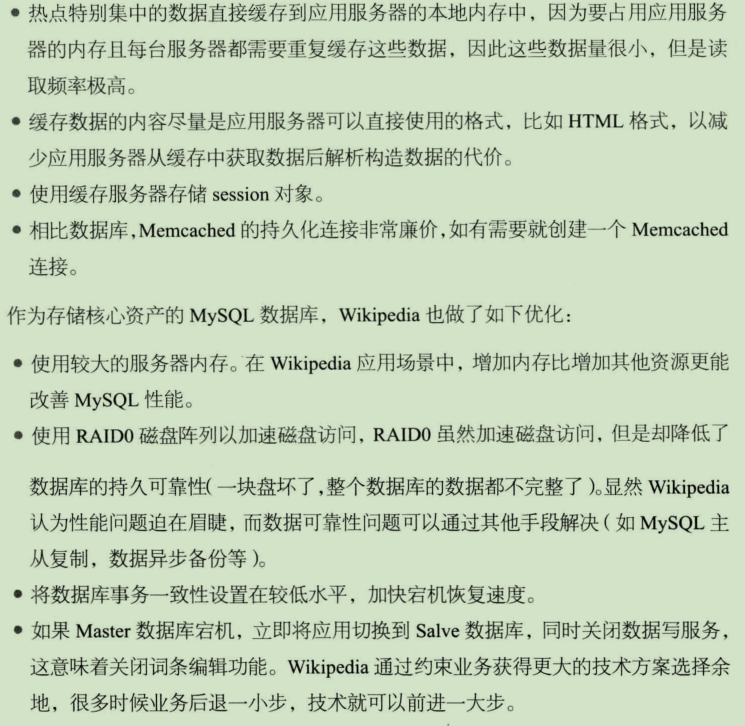 • 热点特别集中的数据直接缓存到应用服务器的本地内存中，因为要占用应用服务
器的内存且每台服务器都需要重复缓存这些数据，因此这些数据量很小，但是读
取频率极高。
• 缓存数据的内容尽量是应用服务器可以直接使用的格式，比如 HTML 格式，以减
少应用服务器从缓存中获取数据后解析构造数据的代价。
• 使用缓存服务器存储 session 对象。
• 相比数据库，Memcached 的持久化连接非常廉价，如有需要就创建一个 Memcached
连接。
作为存储核心资产的 MySQL 数据库，Wikipedia 也做了如下优化：
• 使用较大的服务器内存。在 Wikipedia 应用场景中，增加内存比增加其他资源更能
改善 MySQL 性能。
• 使用 RAID0 磁盘阵列以加速磁盘访问，RAID0 虽然加速磁盘访问，但是却降低了
数据库的持久可靠性（一块盘坏了，整个数据库的数据都不完整了）。显然 Wikipedia
认为性能问题迫在眉睫，而数据可靠性问题可以通过其他手段解决（如 MySQL 主
从复制，数据异步备份等）。
• 将数据库事务一致性设置在较低水平，加快宕机恢复速度。
• 如果 Master 数据库宕机，立即将应用切换到 Salve 数据库，同时关闭数据写服务，
这意味着关闭词条编辑功能。Wikipedia 通过约束业务获得更大的技术方案选择余
地，很多时候业务后退一小步，技术就可以前进一大步。